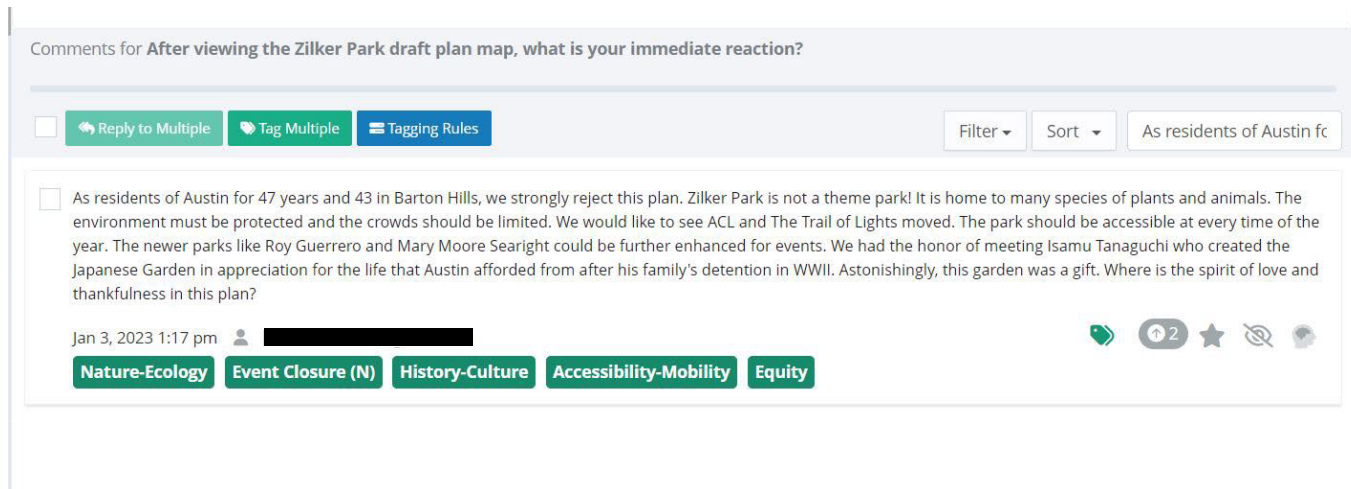 Comments for After viewing the Zilker Park draft plan map, what is your immediate reaction?
Reply to Multiple Tag Multiple Tagging Rules Filter Sort As residents of Austin fo
As residents of Austin for 47 years and 43 in Barton Hills, we strongly reject this plan. Zilker Park is not a theme park! It is home to many species of plants and animals. The
environment must be protected and the crowds should be limited. We would like to see ACL and The Trail of Lights moved. The park should be accessible at every time of the
year. The newer parks like Roy Guerrero and Mary Moore Searight could be further enhanced for events. We had the honor of meeting Isamu Tanaguchi who created the
Japanese Garden in appreciation for the life that Austin afforded from after his family's detention in WWII. Astonishingly, this garden was a gift. Where is the spirit of love and
thankfulness in this plan?
Jan 3, 2023 1:17 pm 2
Nature-Ecology Event Closure (N) History-Culture Accessibility-Mobility Equity